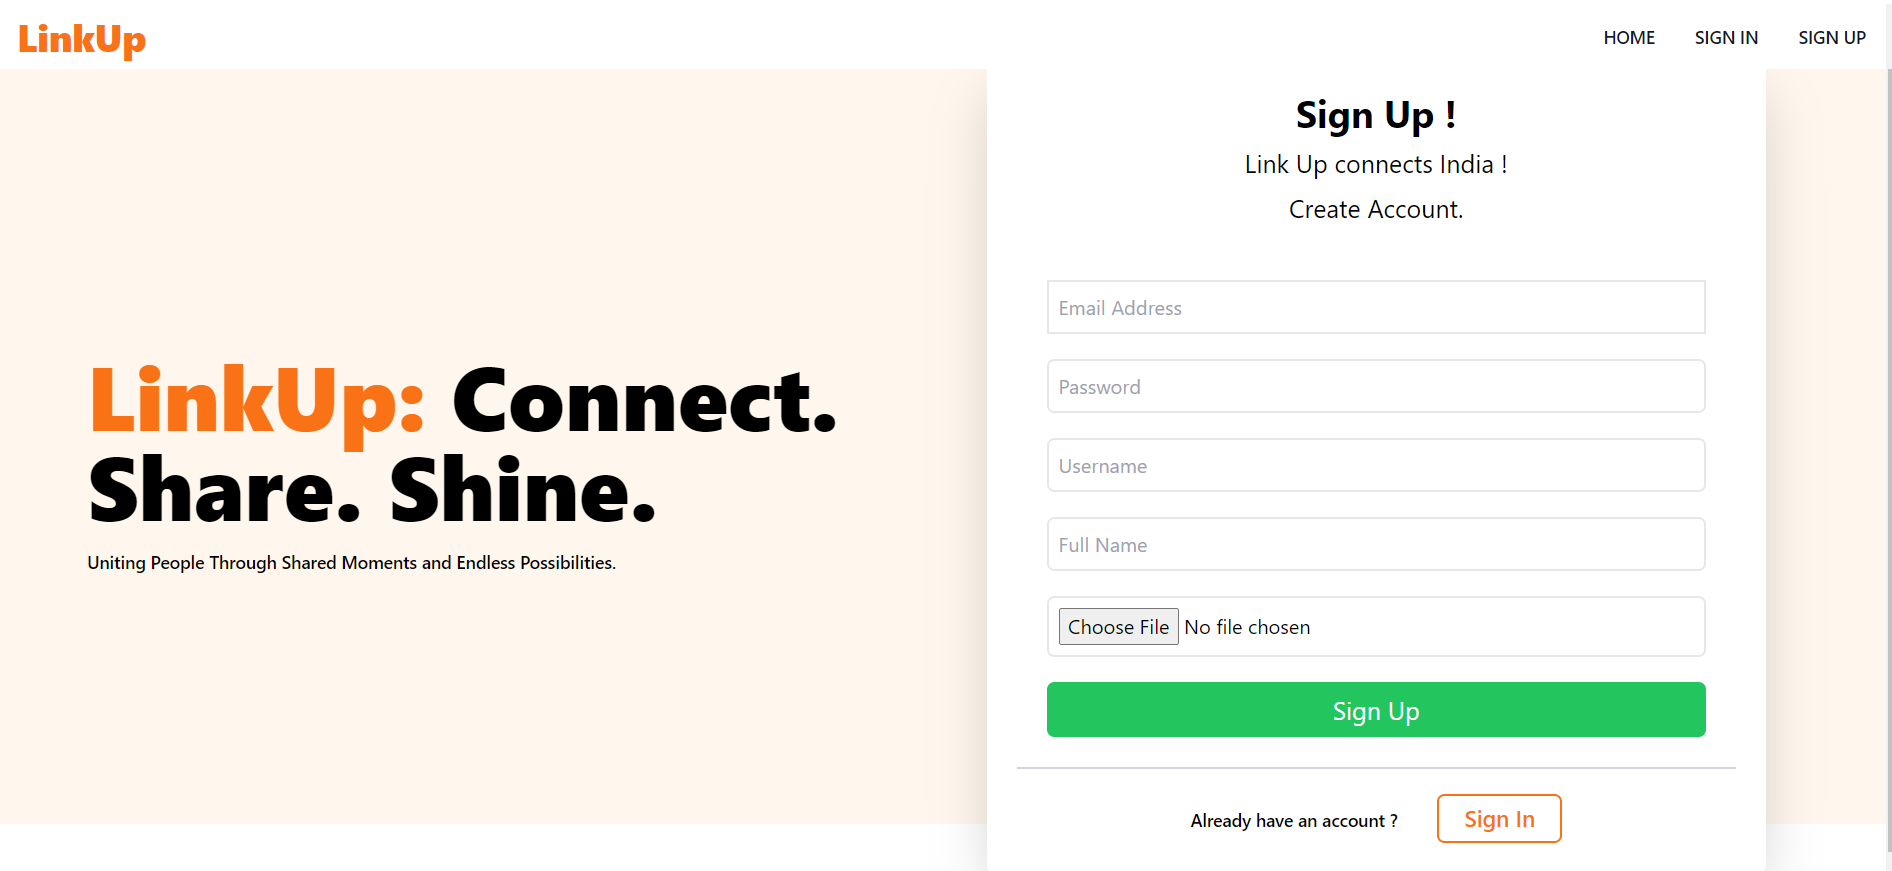 LinkUp
HOME
SIGN IN
SIGN UP
LinkUp: Connect.
Share. Shine.
Uniting People Through Shared Moments and Endless Possibilities.
Sign Up !
Link Up connects India !
Create Account.
Email Address
Password
Username
Full Name
Choose File No file chosen
Sign Up
Already have an account ?
Sign In